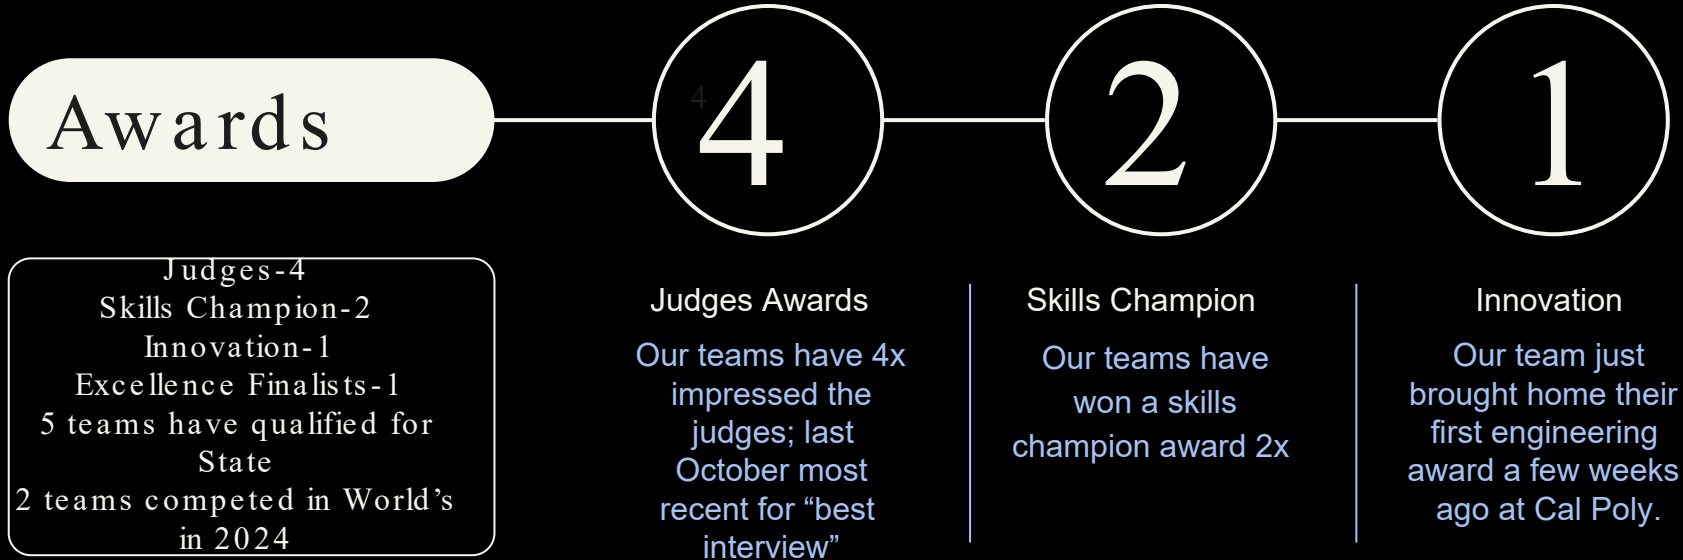 Awards
4
4
2
1
Judges-4
Skills Champion-2
Innovation-1
Excellence Finalists-1
5 teams have qualified for
State
2 teams competed in World’s
in 2024
Judges Awards
Our teams have 4x
impressed the
judges; last
October most
recent for “best
interview”
Skills Champion
Our teams have
won a skills
champion award 2x
Innovation
Our team just
brought home their
first engineering
award a few weeks
ago at Cal Poly.